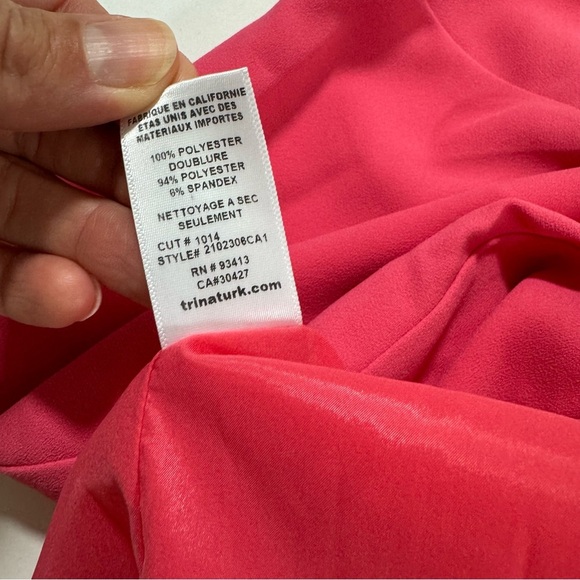 FABRIQUE EN CALIFORNIE
ETAS UNIS AVEC DES
MATERIAUX IMPORTES
100% POLYESTER
DOUBLURE
94% POLYESTER
6% SPANDEX
NETTOYAGE A SEC
SEULEMENT
CUT # 1014
STYLE# 2102306CA1
RN # 93413
CA#30427
trinaturk.com